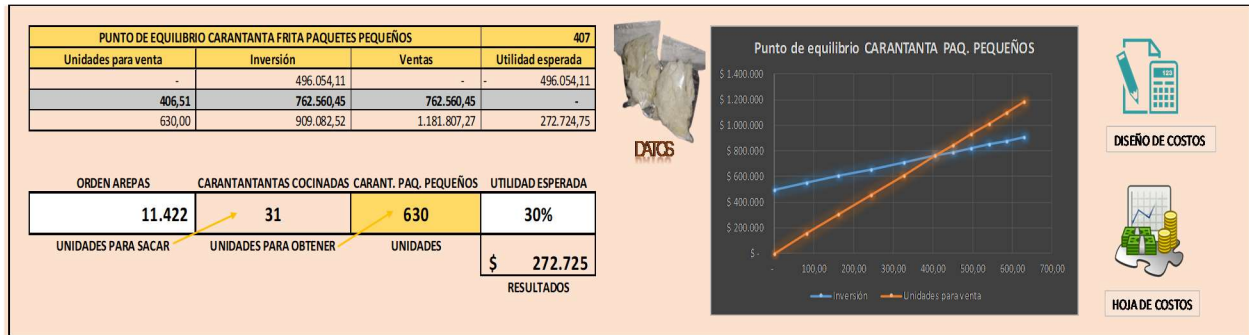 PUNTO DE EQUILIBRIO CARANTANTA FRITA PAQUETES PEQUEÑOS 407
Unidades para venta Inversión Ventas Utilidad esperada
- 496.054,11 - - 496.054,11
406,51 762.560,45 762.560,45 -
630,00 909.082,52 1.181.807,27 272.724,75
DATOS
ORDEN AREPAS CARANTANTANTAS COCINADAS CARANT. PAQ. PEQUEÑOS UTILIDAD ESPERADA
11.422 31 630 30%
UNIDADES PARA SACAR UNIDADES PARA OBTENER UNIDADES
$ 272.725
RESULTADOS
Punto de equilibrio CARANTANTA PAQ. PEQUEÑOS
$ 1.400.000
$ 1.200.000
$ 1.000.000
$ 800.000
$ 600.000
$ 400.000
$ 200.000
$ -
- 100,00 200,00 300,00 400,00 500,00 600,00 700,00
Inversión Unidades para venta
123
DISEÑO DE COSTOS
HOJA DE COSTOS